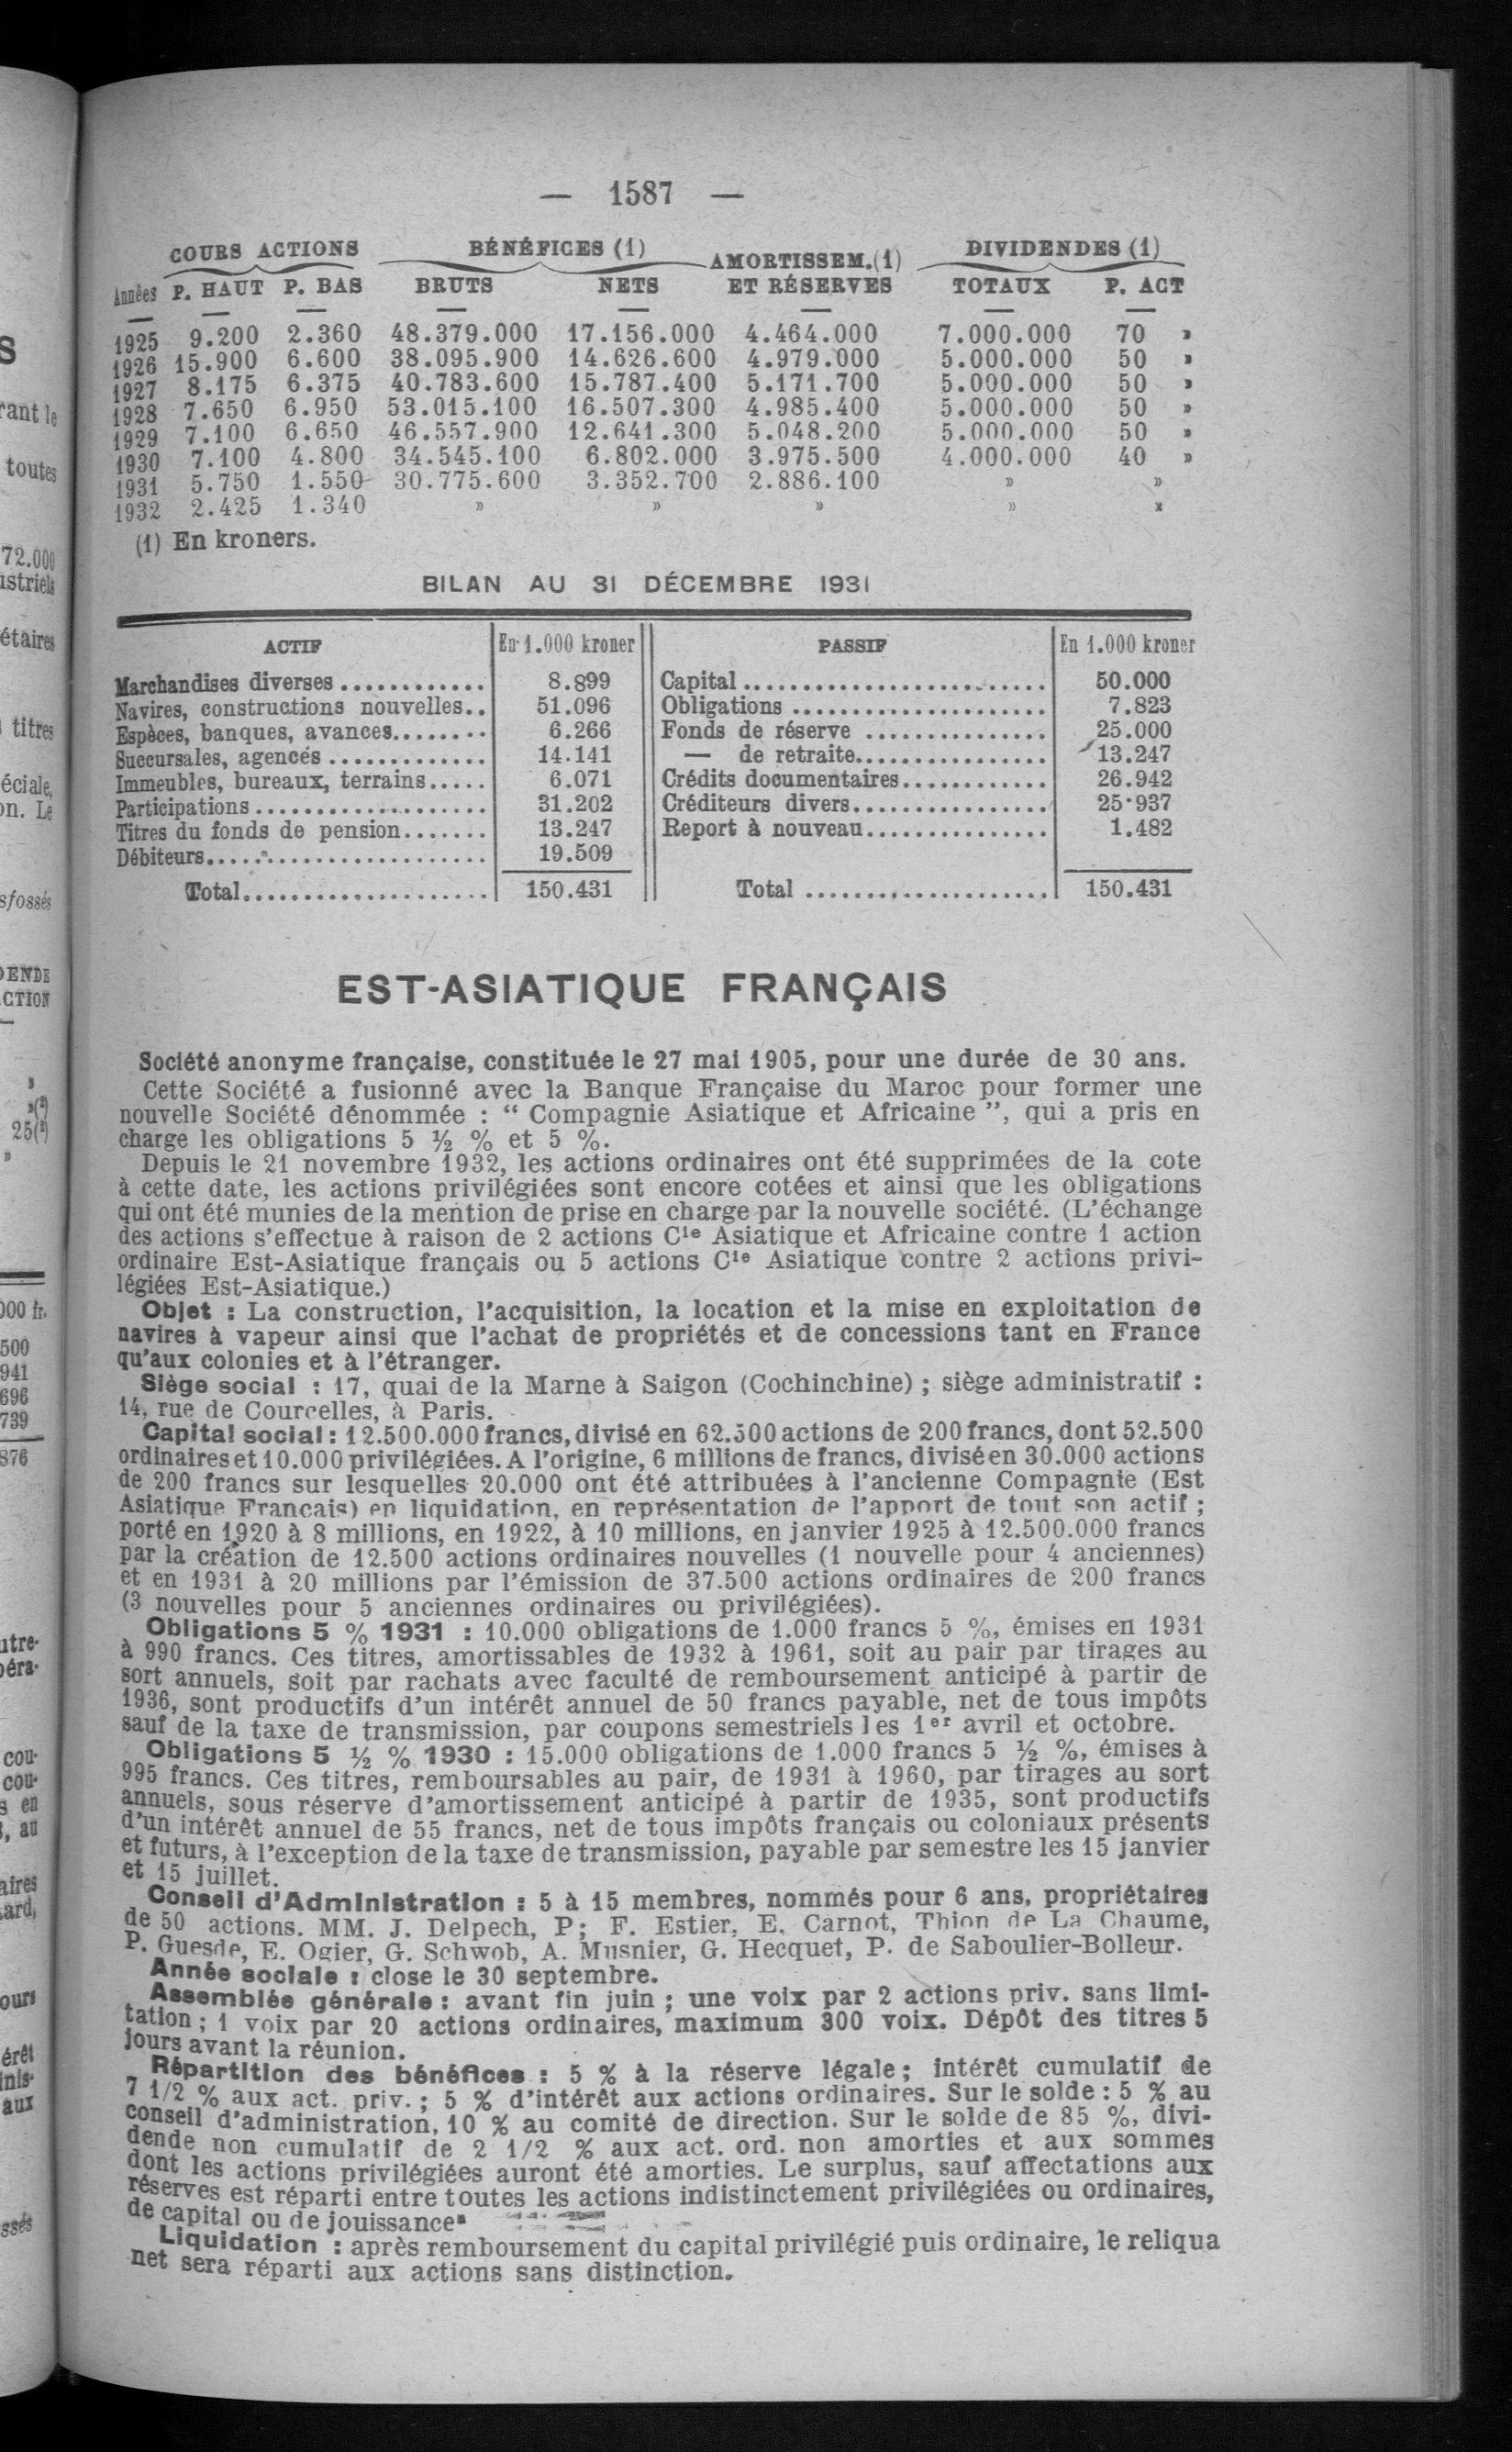 — 1587 —
COURS ACTIONS BÉNÉFICES (1) AMORTISSEM.(1) DIVIDENDES (1)
Années P. HAUT P. BAS BRUTS NETS ET RÉSERVES TOTAUX P. ACT
1925 9.200 2.360 48.379.000 17.156.000 4.464.000 7.000.000 70 »
1926 15.900 6.600 38.095.900 14.626.600 4.979.000 5.000.000 50 »
1927 8.175 6.375 40.783.600 15.787.400 5.171.700 5.000.000 50 »
1928 7.650 6.950 53.015.100 16.507.300 4.985.400 5.000.000 50 »
1929 7.100 6.650 46.557.900 12.641.300 5.048.200 5.000.000 50 »
1930 7.100 4.800 34.545.100 6.802.000 3.975.500 4.000.000 40 »
1931 5.750 1.550 30.775.600 3.352.700 2.886.100 » »
1932 2.425 1.340 » » » » »
(1) En kroners.
BILAN AU 31 DÉCEMBRE 1931
ACTIF En 1.000 kroner PASSIF En 1.000 kroner
Marchandises diverses ............ 8.899 Capital ......................... 50.000
Navires, constructions nouvelles.. 51.096 Obligations ..................... 7.823
Espèces, banques, avances........ 6.266 Fonds de réserve ............... 25.000
Succursales, agences ............. 14.141 — de retraite................ 13.247
Immeubles, bureaux, terrains..... 6.071 Crédits documentaires............ 26.942
Participations ................... 31.202 Créditeurs divers................ 25.937
Titres du fonds de pension....... 13.247 Report à nouveau............... 1.482
Débiteurs....................... 19.509
Total.................... 150.431 Total .................... 150.431
EST-ASIATIQUE FRANÇAIS
Société anonyme française, constituée le 27 mai 1905, pour une durée de 30 ans.
Cette Société a fusionné avec la Banque Française du Maroc pour former une
nouvelle Société dénommée : “ Compagnie Asiatique et Africaine ”, qui a pris en
charge les obligations 5 ½ % et 5 %.
Depuis le 21 novembre 1932, les actions ordinaires ont été supprimées de la cote
à cette date, les actions privilégiées sont encore cotées et ainsi que les obligations
qui ont été munies de la mention de prise en charge par la nouvelle société. (L'échange
des actions s'effectue à raison de 2 actions Cie Asiatique et Africaine contre 1 action
ordinaire Est-Asiatique français ou 5 actions Cie Asiatique contre 2 actions privi-
légiées Est-Asiatique.)
Objet : La construction, l'acquisition, la location et la mise en exploitation de
navires à vapeur ainsi que l'achat de propriétés et de concessions tant en France
qu'aux colonies et à l'étranger.
Siège social : 17, quai de la Marne à Saigon (Cochinchine) ; siège administratif :
14, rue de Courcelles, à Paris.
Capital social : 12.500.000 francs, divisé en 62.500 actions de 200 francs, dont 52.500
ordinaires et 10.000 privilégiées. A l'origine, 6 millions de francs, divisé en 30.000 actions
de 200 francs sur lesquelles 20.000 ont été attribuées à l'ancienne Compagnie (Est
Asiatique Français) en liquidation, en représentation de l'apport de tout son actif ;
porté en 1920 à 8 millions, en 1922, à 10 millions, en janvier 1925 à 12.500.000 francs
par la création de 12.500 actions ordinaires nouvelles (1 nouvelle pour 4 anciennes)
et en 1931 à 20 millions par l'émission de 37.500 actions ordinaires de 200 francs
(3 nouvelles pour 5 anciennes ordinaires ou privilégiées).
Obligations 5 % 1931 : 10.000 obligations de 1.000 francs 5 %, émises en 1931
à 990 francs. Ces titres, amortissables de 1932 à 1961, soit au pair par tirages au
sort annuels, soit par rachats avec faculté de remboursement anticipé à partir de
1936, sont productifs d'un intérêt annuel de 50 francs payable, net de tous impôts
sauf de la taxe de transmission, par coupons semestriels les 1er avril et octobre.
Obligations 5 ½ % 1930 : 15.000 obligations de 1.000 francs 5 ½ %, émises à
995 francs. Ces titres, remboursables au pair, de 1931 à 1960, par tirages au sort
annuels, sous réserve d'amortissement anticipé à partir de 1935, sont productifs
d'un intérêt annuel de 55 francs, net de tous impôts français ou coloniaux présents
et futurs, à l'exception de la taxe de transmission, payable par semestre les 15 janvier
et 15 juillet.
Conseil d'Administration : 5 à 15 membres, nommés pour 6 ans, propriétaires
de 50 actions. MM. J. Delpech, P; F. Estier, E. Carnot, Thion de La Chaume,
P. Guesde, E. Ogier, G. Schwob, A. Musnier, G. Hecquet, P. de Saboulier-Bolleur.
Année sociale : close le 30 septembre.
Assemblée générale : avant fin juin ; une voix par 2 actions priv. sans limi-
tation ; 1 voix par 20 actions ordinaires, maximum 300 voix. Dépôt des titres 5
jours avant la réunion.
Répartition des bénéfices : 5 % à la réserve légale ; intérêt cumulatif de
7 1/2 % aux act. priv. ; 5 % d'intérêt aux actions ordinaires. Sur le solde : 5 % au
conseil d'administration, 10 % au comité de direction. Sur le solde de 85 %, divi-
dende non cumulatif de 2 1/2 % aux act. ord. non amorties et aux sommes
dont les actions privilégiées auront été amorties. Le surplus, sauf affectations aux
réserves est réparti entre toutes les actions indistinctement privilégiées ou ordinaires,
de capital ou de jouissance.
Liquidation : après remboursement du capital privilégié puis ordinaire, le reliqua
net sera réparti aux actions sans distinction.